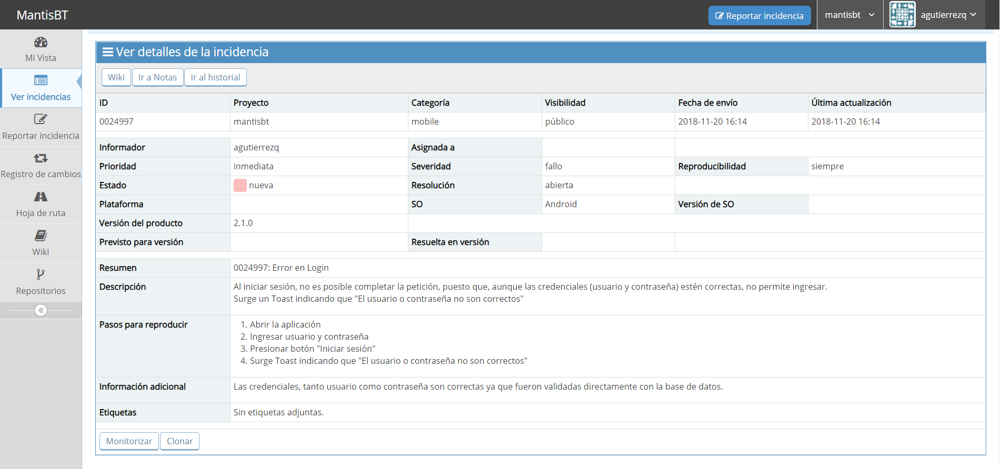 MantisBT
Reportar incidencia
mantisbt
agutierrezq
Mi Vista
Ver incidencias
Reportar incidencia
Registro de cambios
Hoja de ruta
Wiki
Repositorios
Ver detalles de la incidencia
Wiki Ir a Notas Ir al historial
ID Proyecto Categoría Visibilidad Fecha de envío Última actualización
0024997 mantisbt mobile público 2018-11-20 16:14 2018-11-20 16:14
Informador agutierrezq Asignada a
Prioridad inmediata Severidad fallo Reproducibilidad siempre
Estado nueva Resolución abierta
Plataforma SO Android Versión de SO
Versión del producto 2.1.0
Previsto para versión Resuelta en versión
Resumen 0024997: Error en Login
Descripción Al iniciar sesión, no es posible completar la petición, puesto que, aunque las credenciales (usuario y contraseña) estén correctas, no permite ingresar.
Surge un Toast indicando que "El usuario o contraseña no son correctos"
Pasos para reproducir 1. Abrir la aplicación
2. Ingresar usuario y contraseña
3. Presionar botón "Iniciar sesión"
4. Surge Toast indicando que "El usuario o contraseña no son correctos"
Información adicional Las credenciales, tanto usuario como contraseña son correctas ya que fueron validadas directamente con la base de datos.
Etiquetas Sin etiquetas adjuntas.
Monitorizar Clonar